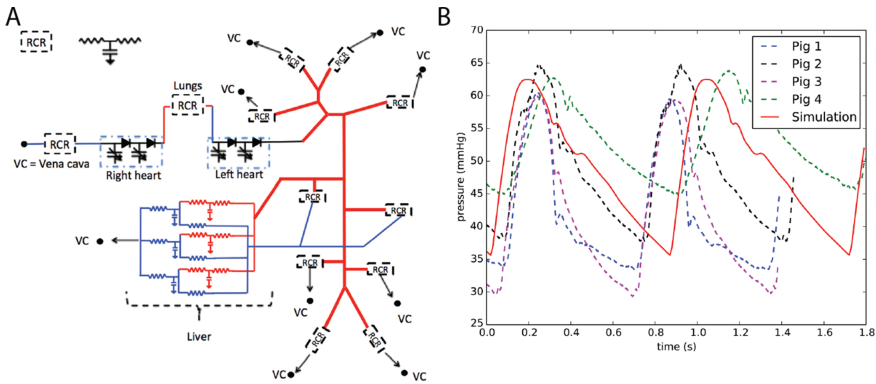 A
RCR
VC
VC
RCR
RCR
VC
Lungs
RCR
VC
RCR
RCR
RCR
VC = Vena cava
Right heart
Left heart
RCR
RCR
VC
RCR
RCR
VC
VC
Liver
RCR
RCR
VC
VC
B
70
65
60
55
50
45
40
35
30
25
pressure (mmHg)
Pig 1
Pig 2
Pig 3
Pig 4
Simulation
0.0 0.2 0.4 0.6 0.8 1.0 1.2 1.4 1.6 1.8
time (s)